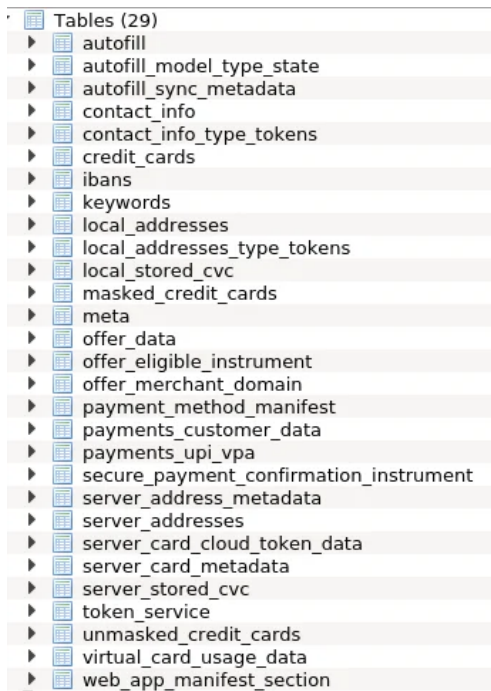 Tables (29)
autofill
autofill_model_type_state
autofill_sync_metadata
contact_info
contact_info_type_tokens
credit_cards
ibans
keywords
local_addresses
local_addresses_type_tokens
local_stored_cvc
masked_credit_cards
meta
offer_data
offer_eligible_instrument
offer_merchant_domain
payment_method_manifest
payments_customer_data
payments_upi_vpa
secure_payment_confirmation_instrument
server_address_metadata
server_addresses
server_card_cloud_token_data
server_card_metadata
server_stored_cvc
token_service
unmasked_credit_cards
virtual_card_usage_data
web_app_manifest_section